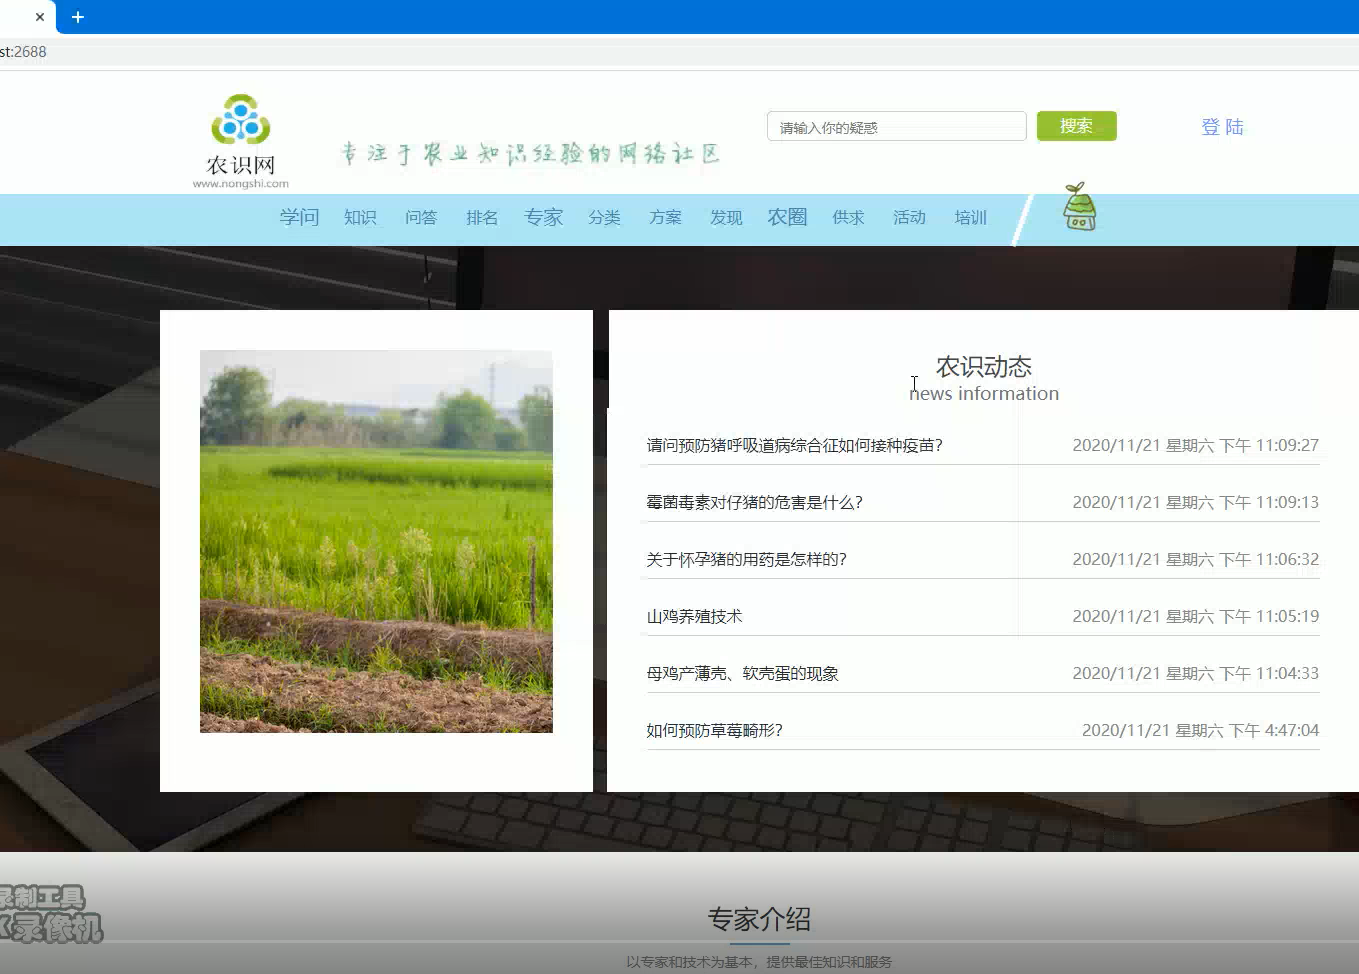 st:2688
农识网
www.nongshi.com
专注于农业知识经验的网络社区
请输入你的疑惑
搜索
登 陆
学问 知识 问答 排名 专家 分类 方案 发现 农圈 供求 活动 培训
农识动态
news information
请问预防猪呼吸道病综合征如何接种疫苗? 2020/11/21 星期六 下午 11:09:27
霉菌毒素对仔猪的危害是什么? 2020/11/21 星期六 下午 11:09:13
关于怀孕猪的用药是怎样的? 2020/11/21 星期六 下午 11:06:32
山鸡养殖技术 2020/11/21 星期六 下午 11:05:19
母鸡产薄壳、软壳蛋的现象 2020/11/21 星期六 下午 11:04:33
如何预防草莓畸形? 2020/11/21 星期六 下午 4:47:04
录制工具
K录像机
专家介绍
以专家和技术为基本，提供最佳知识和服务